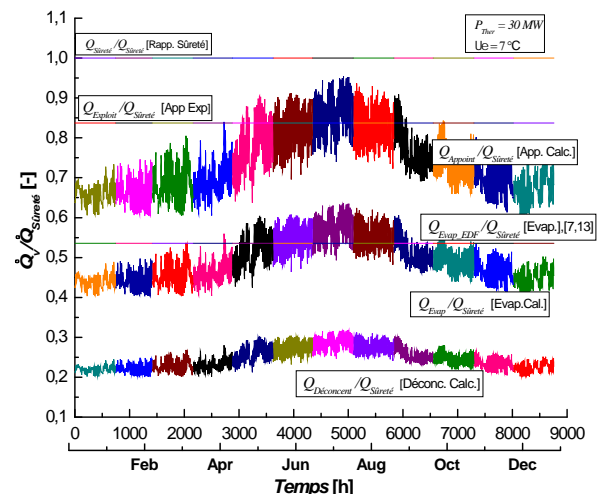 P_Ther = 30 MW
Ue = 7 °C
Q_Sûreté/Q_Sûreté [Rapp. Sûreté]
Q_Exploit/Q_Sûreté [App Exp]
Q_Appoint/Q_Sûreté [App. Calc.]
Q_Evap_EDF/Q_Sûreté [Evap.],[7,13]
Q_Evap/Q_Sûreté [Evap.Cal.]
Q_Déconcent/Q_Sûreté [Déconc. Calc.]
Q̊_v/Q̊_Sûreté [-]
1,1
1,0
0,9
0,8
0,7
0,6
0,5
0,4
0,3
0,2
0,1
0 1000 2000 3000 4000 5000 6000 7000 8000 9000
Feb Apr Jun Aug Oct Dec
Temps [h]